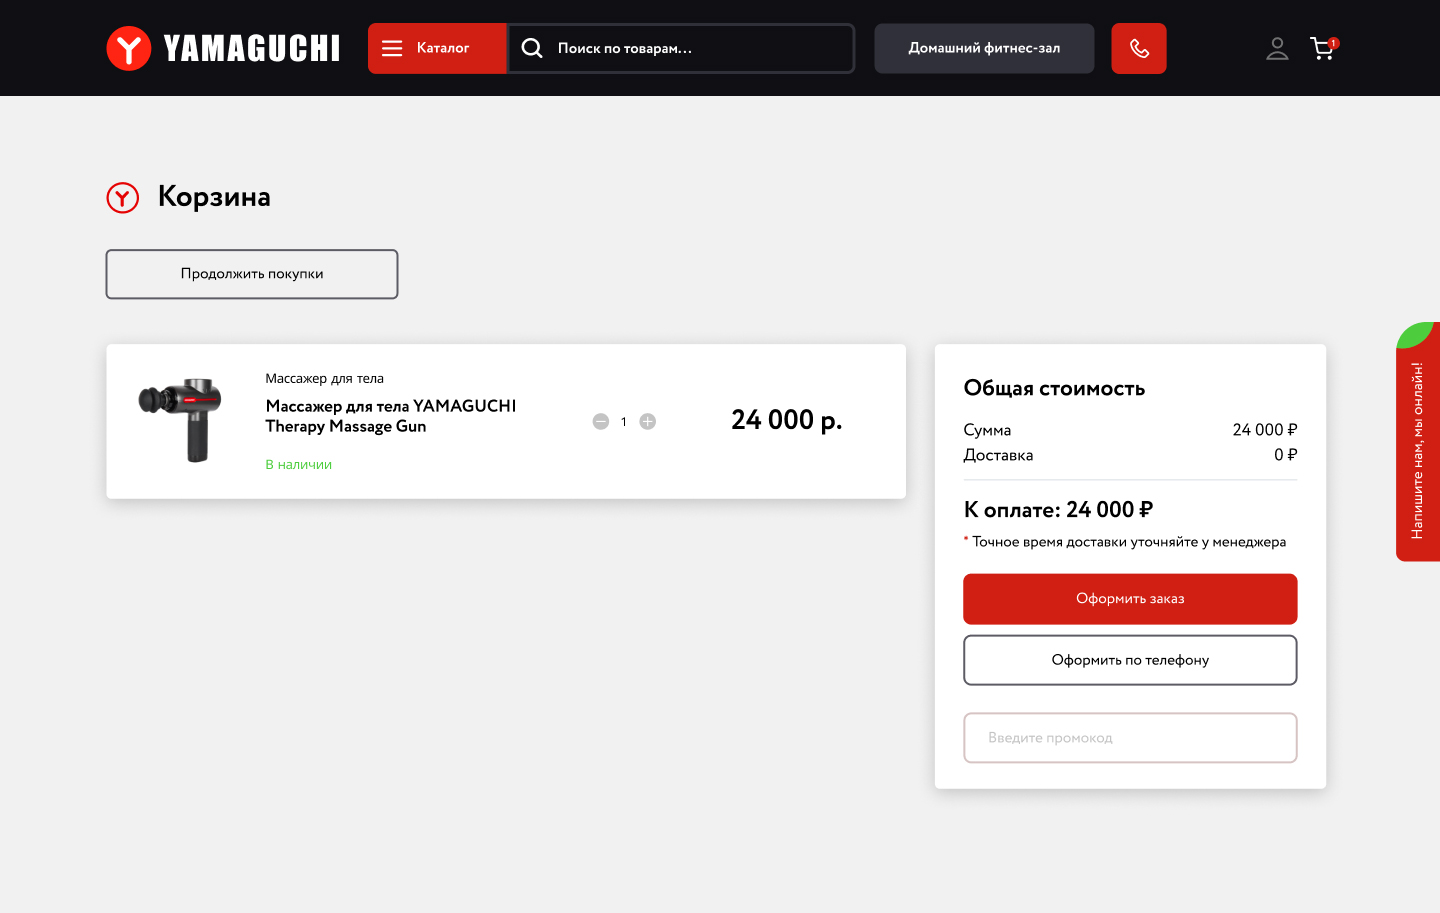 YAMAGUCHI
Каталог
Поиск по товарам...
Домашний фитнес-зал
1
Корзина
Продолжить покупки
Массажер для тела
Массажер для тела YAMAGUCHI
Therapy Massage Gun
В наличии
1
24 000 р.
Общая стоимость
Сумма 24 000 ₽
Доставка 0 ₽
К оплате: 24 000 ₽
* Точное время доставки уточняйте у менеджера
Оформить заказ
Оформить по телефону
Введите промокод
Напишите нам, мы онлайн!